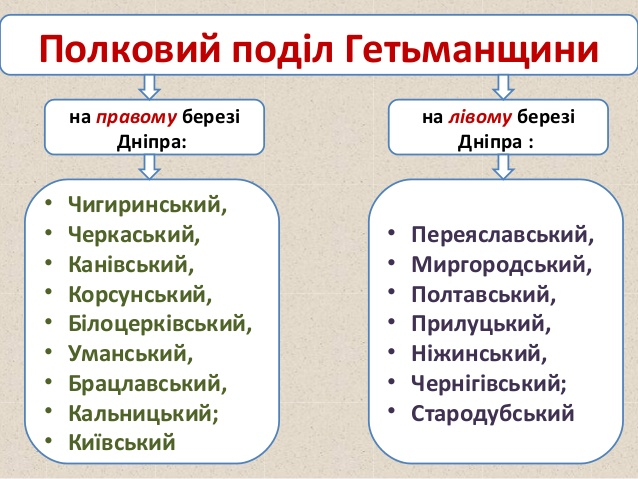 Полковий поділ Гетьманщини
на правому березі
Дніпра:
на лівому березі
Дніпра :
• Чигиринський,
• Черкаський,
• Канівський,
• Корсунський,
• Білоцерківський,
• Уманський,
• Брацлавський,
• Кальницький;
• Київський
• Переяславський,
• Миргородський,
• Полтавський,
• Прилуцький,
• Ніжинський,
• Чернігівський;
• Стародубський